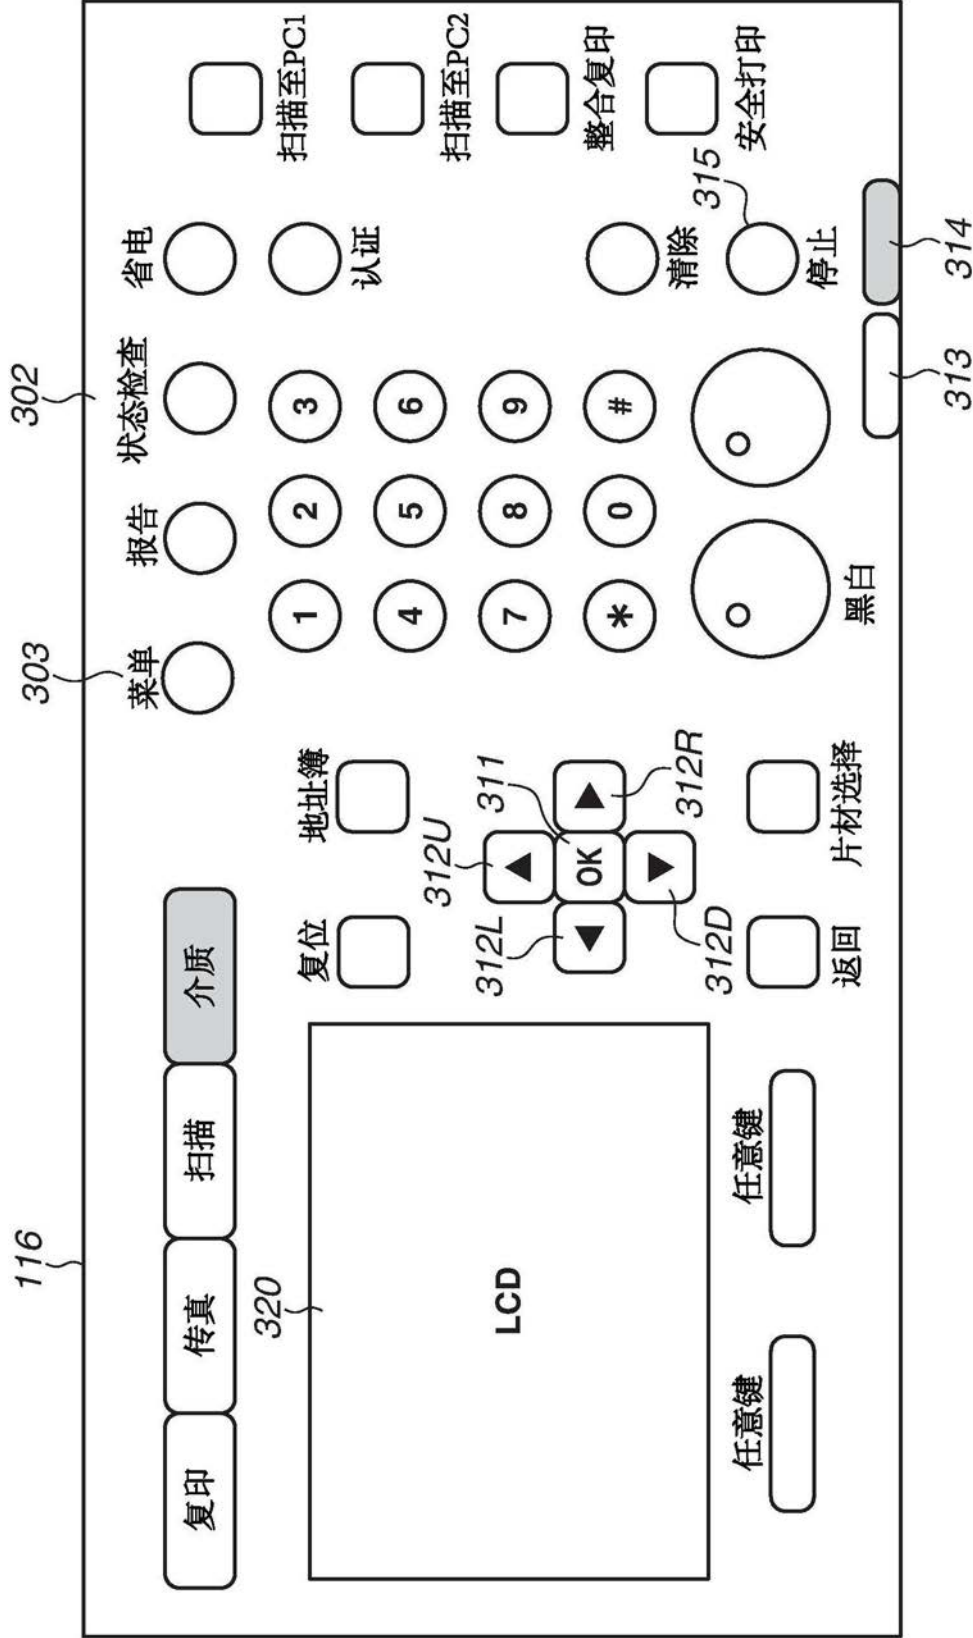 116
302
303
复印
传真
扫描
介质
菜单
报告
状态检查
省电
扫描至PC1
320
LCD
复位
地址簿
1
2
3
认证
扫描至PC2
4
5
6
312U
311
312L
OK
312R
312D
7
8
9
整合复印
*
0
#
清除
安全打印
315
任意键
任意键
返回
片材选择
黑白
停止
313
314